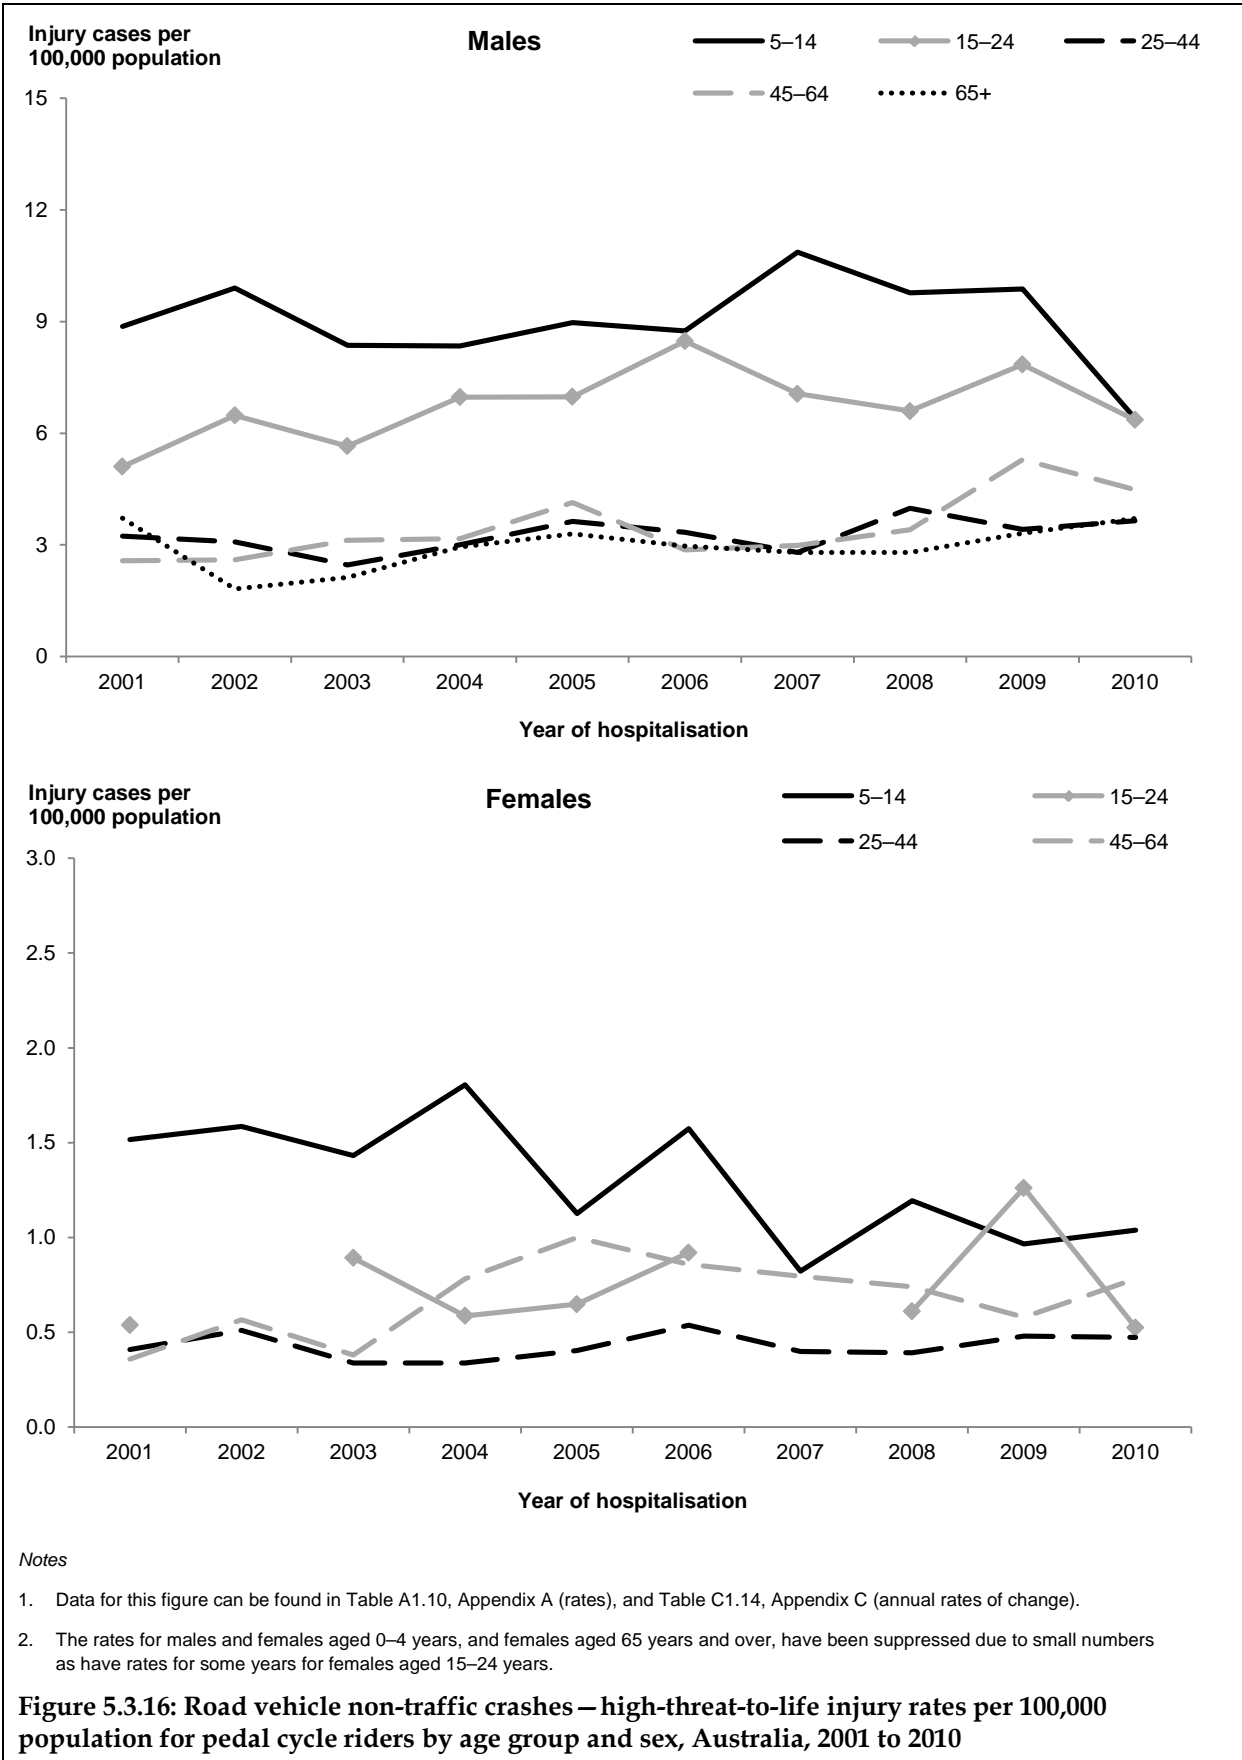 Injury cases per
100,000 population
Males
5–14
15–24
25–44
45–64
65+
15
12
9
6
3
0
2001 2002 2003 2004 2005 2006 2007 2008 2009 2010
Year of hospitalisation
Injury cases per
100,000 population
Females
5–14
15–24
25–44
45–64
3.0
2.5
2.0
1.5
1.0
0.5
0.0
2001 2002 2003 2004 2005 2006 2007 2008 2009 2010
Year of hospitalisation
Notes
1. Data for this figure can be found in Table A1.10, Appendix A (rates), and Table C1.14, Appendix C (annual rates of change).
2. The rates for males and females aged 0–4 years, and females aged 65 years and over, have been suppressed due to small numbers
as have rates for some years for females aged 15–24 years.
Figure 5.3.16: Road vehicle non-traffic crashes—high-threat-to-life injury rates per 100,000
population for pedal cycle riders by age group and sex, Australia, 2001 to 2010